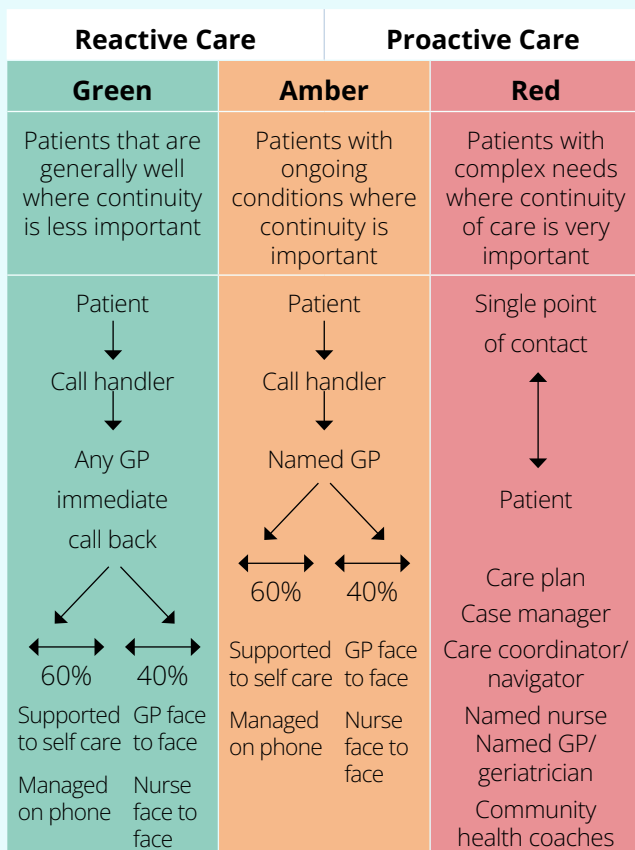 Reactive Care
Proactive Care
Green
Patients that are
generally well
where continuity
is less important
Patient
Call handler
Any GP
immediate
call back
60%
Supported
to self care
Managed
on phone
40%
GP face
to face
Nurse
face to
face
Amber
Patients with
ongoing
conditions where
continuity is
important
Patient
Call handler
Named GP
60%
Supported
to self care
Managed
on phone
40%
GP face
to face
Nurse
face to
face
Red
Patients with
complex needs
where continuity
of care is very
important
Single point
of contact
Patient
Care plan
Case manager
Care coordinator/
navigator
Named nurse
Named GP/
geriatrician
Community
health coaches